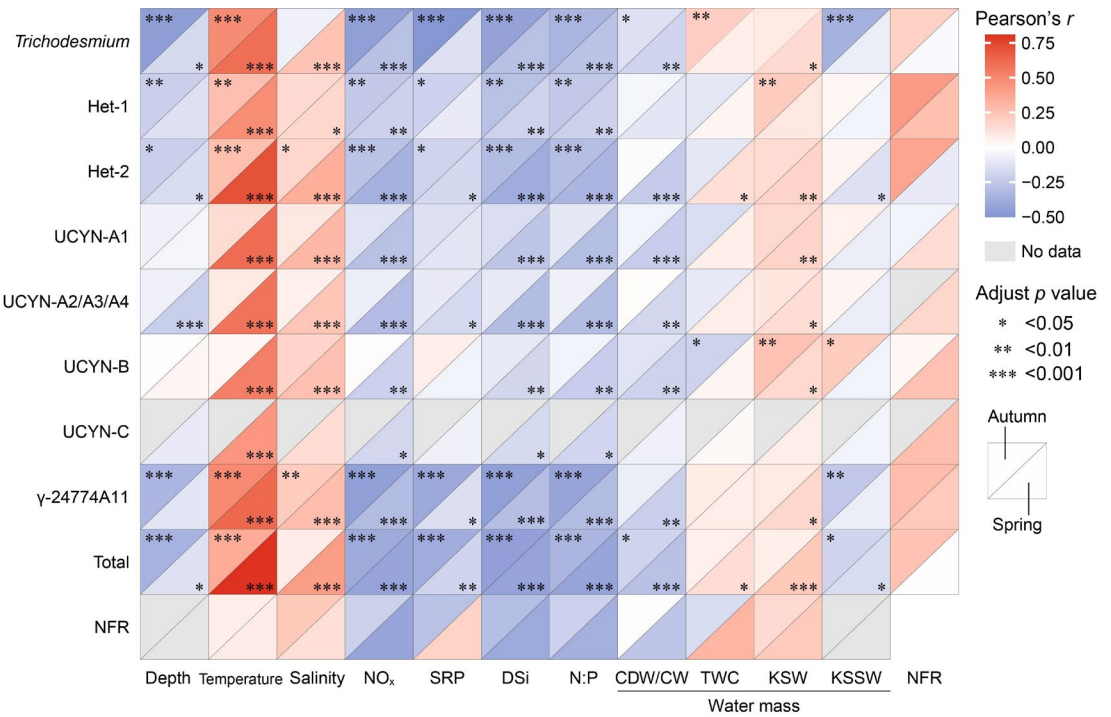 Trichodesmium *** * *** *** *** *** *** *** *** *** *** * ** ** * ***
Het-1 ** ** *** * ** ** * ** ** ** ** **
Het-2 * * *** *** * *** *** *** * * *** *** *** *** *** * ** *
UCYN-A1 *** *** *** *** *** *** **
UCYN-A2/A3/A4 *** *** *** *** * *** *** ** *
UCYN-B *** *** ** ** ** ** * ** * *
UCYN-C *** * * *
γ-24774A11 *** *** *** ** *** *** *** *** * *** *** *** *** ** * **
Total *** * *** *** *** *** *** *** ** *** *** *** *** * *** * *** * *
NFR
Depth Temperature Salinity NOx SRP DSi N:P CDW/CW TWC KSW KSSW NFR
Water mass
Pearson's r
0.75
0.50
0.25
0.00
−0.25
−0.50
No data
Adjust p value
* <0.05
** <0.01
*** <0.001
Autumn
Spring